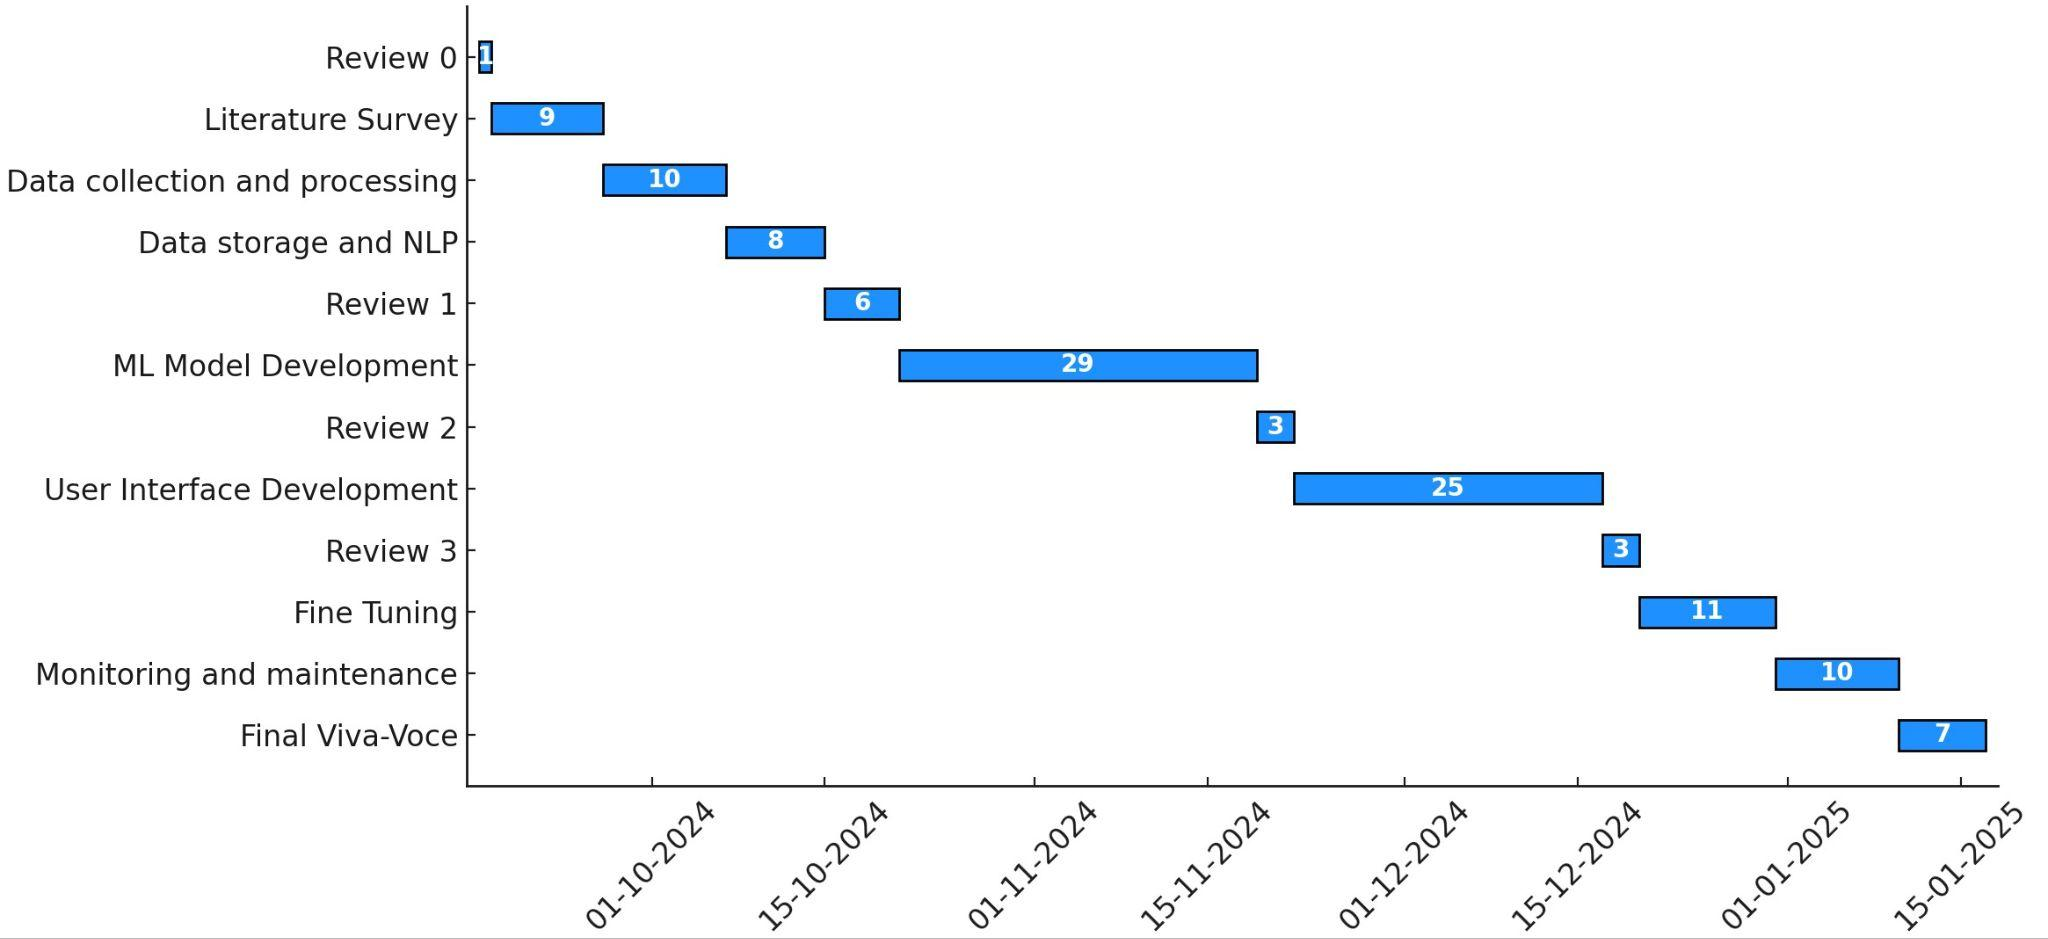 Review 0
1
Literature Survey
9
Data collection and processing
10
Data storage and NLP
8
Review 1
6
ML Model Development
29
Review 2
3
User Interface Development
25
Review 3
3
Fine Tuning
11
Monitoring and maintenance
10
Final Viva-Voce
7
01-10-2024
15-10-2024
01-11-2024
15-11-2024
01-12-2024
15-12-2024
01-01-2025
15-01-2025